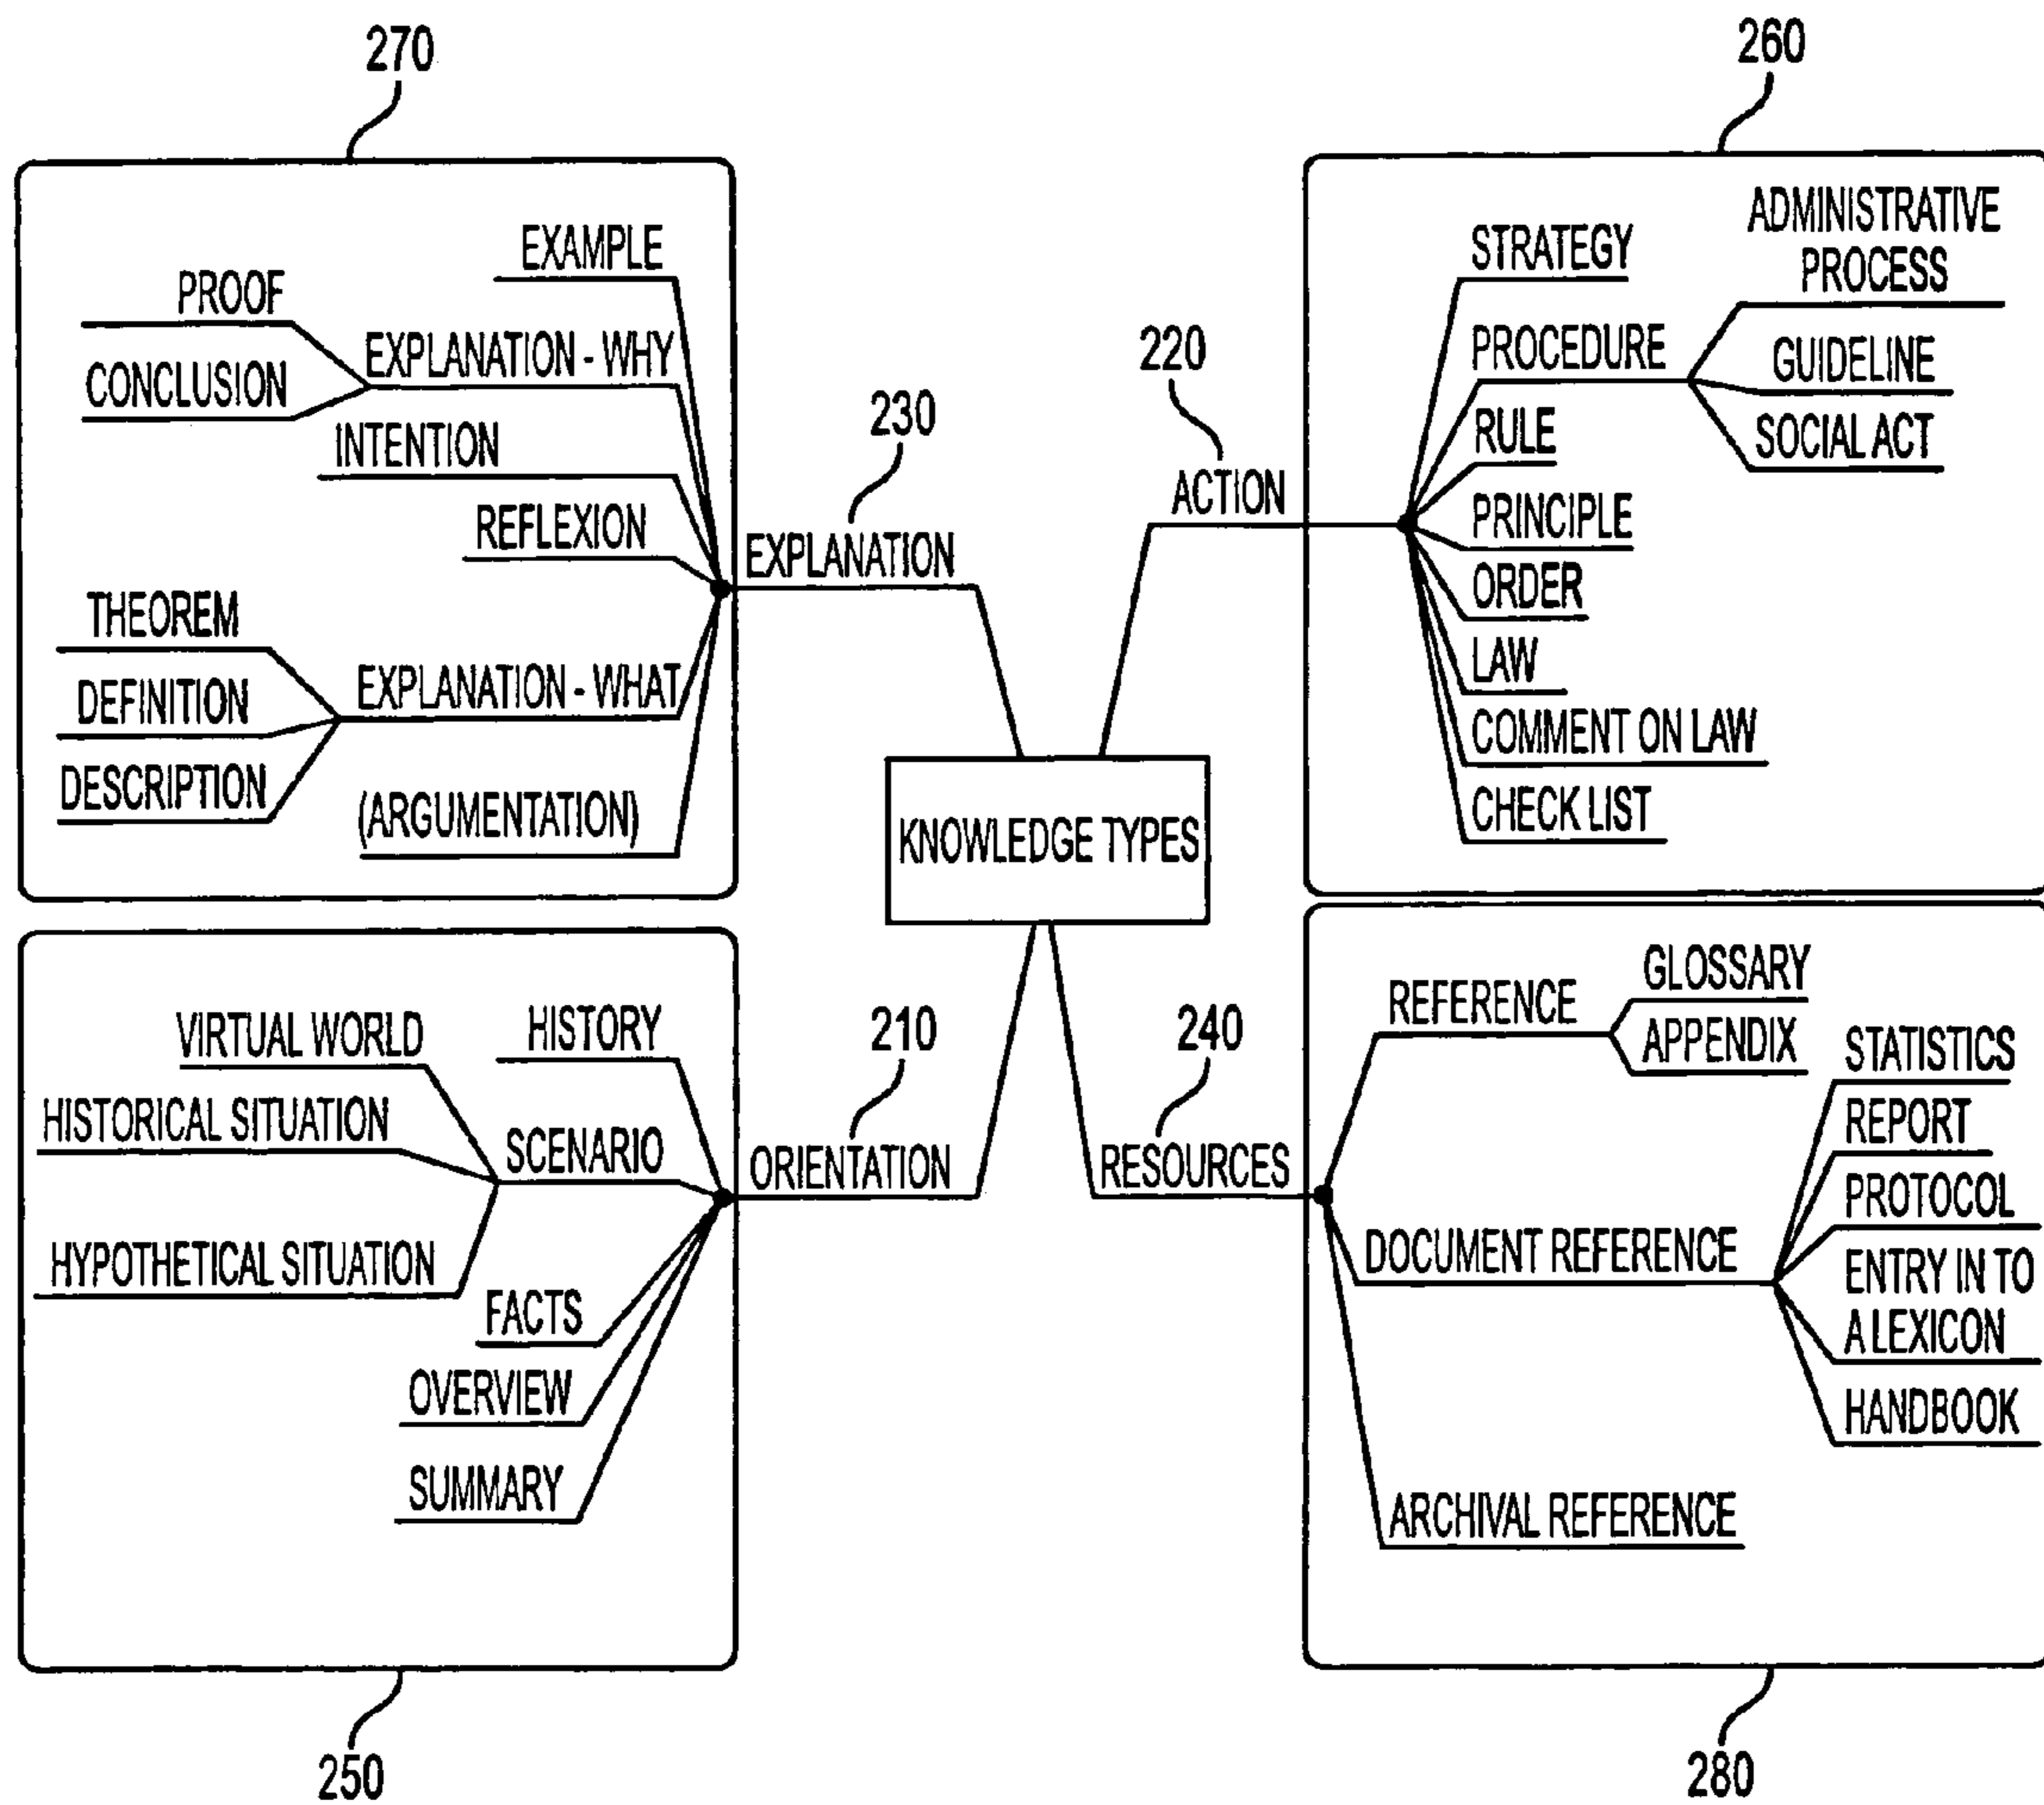 270
260
EXAMPLE
PROOF
EXPLANATION - WHY
CONCLUSION
INTENTION
REFLEXION
THEOREM
EXPLANATION - WHAT
DEFINITION
DESCRIPTION
(ARGUMENTATION)
230
EXPLANATION
220
ACTION
STRATEGY
ADMINISTRATIVE
PROCESS
PROCEDURE
GUIDELINE
SOCIAL ACT
RULE
PRINCIPLE
ORDER
LAW
COMMENT ON LAW
CHECK LIST
KNOWLEDGE TYPES
HISTORY
VIRTUAL WORLD
HISTORICAL SITUATION
SCENARIO
HYPOTHETICAL SITUATION
FACTS
OVERVIEW
SUMMARY
210
ORIENTATION
240
RESOURCES
REFERENCE
GLOSSARY
APPENDIX
STATISTICS
REPORT
PROTOCOL
DOCUMENT REFERENCE
ENTRY IN TO
A LEXICON
HANDBOOK
ARCHIVAL REFERENCE
250
280